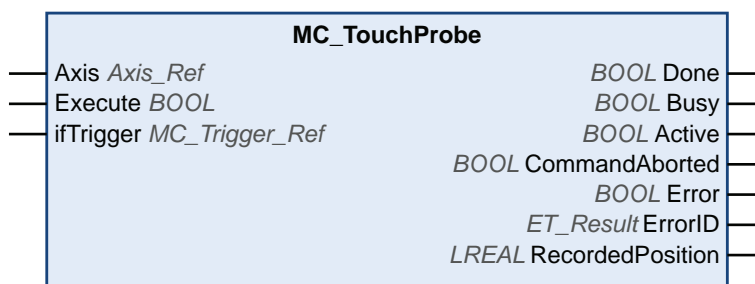 MC_TouchProbe
Axis Axis_Ref BOOL Done
Execute BOOL BOOL Busy
ifTrigger MC_Trigger_Ref BOOL Active
BOOL CommandAborted
BOOL Error
ET_Result ErrorID
LREAL RecordedPosition